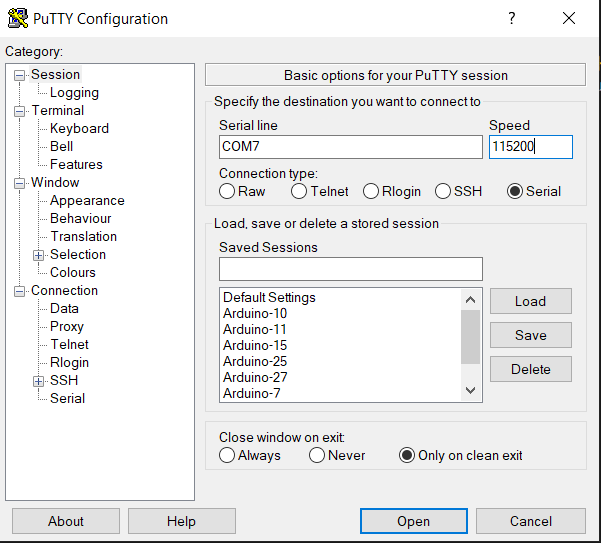 PuTTY Configuration
Category:
Session
Logging
Terminal
Keyboard
Bell
Features
Window
Appearance
Behaviour
Translation
Selection
Colours
Connection
Data
Proxy
Telnet
Rlogin
SSH
Serial
Basic options for your PuTTY session
Specify the destination you want to connect to
Serial line Speed
COM7 115200
Connection type:
Raw Telnet Rlogin SSH Serial
Load, save or delete a stored session
Saved Sessions
Default Settings
Arduino-10
Arduino-11
Arduino-15
Arduino-25
Arduino-27
Arduino-7
Load
Save
Delete
Close window on exit:
Always Never Only on clean exit
About Help Open Cancel